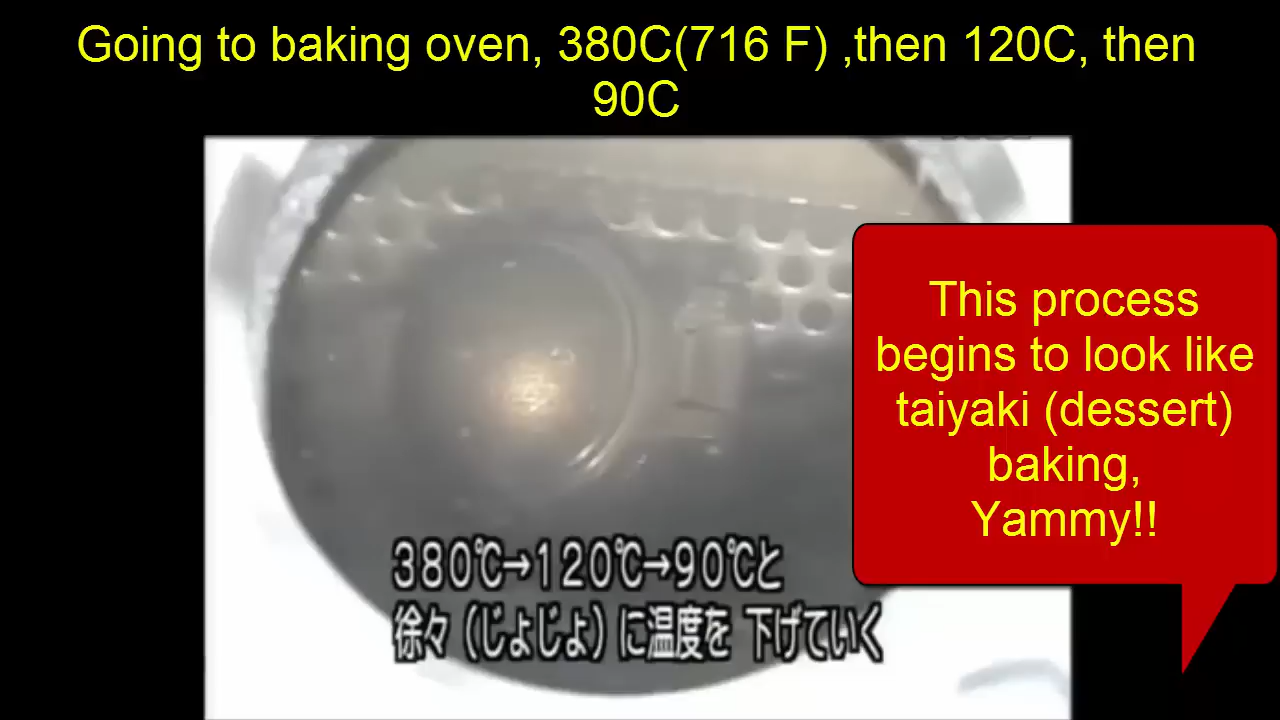 Going to baking oven, 380C(716 F) ,then 120C, then
90C
This process
begins to look like
taiyaki (dessert)
baking,
Yammy!!
380℃→120℃→90℃と
徐々（じょじょ）に温度を 下げていく